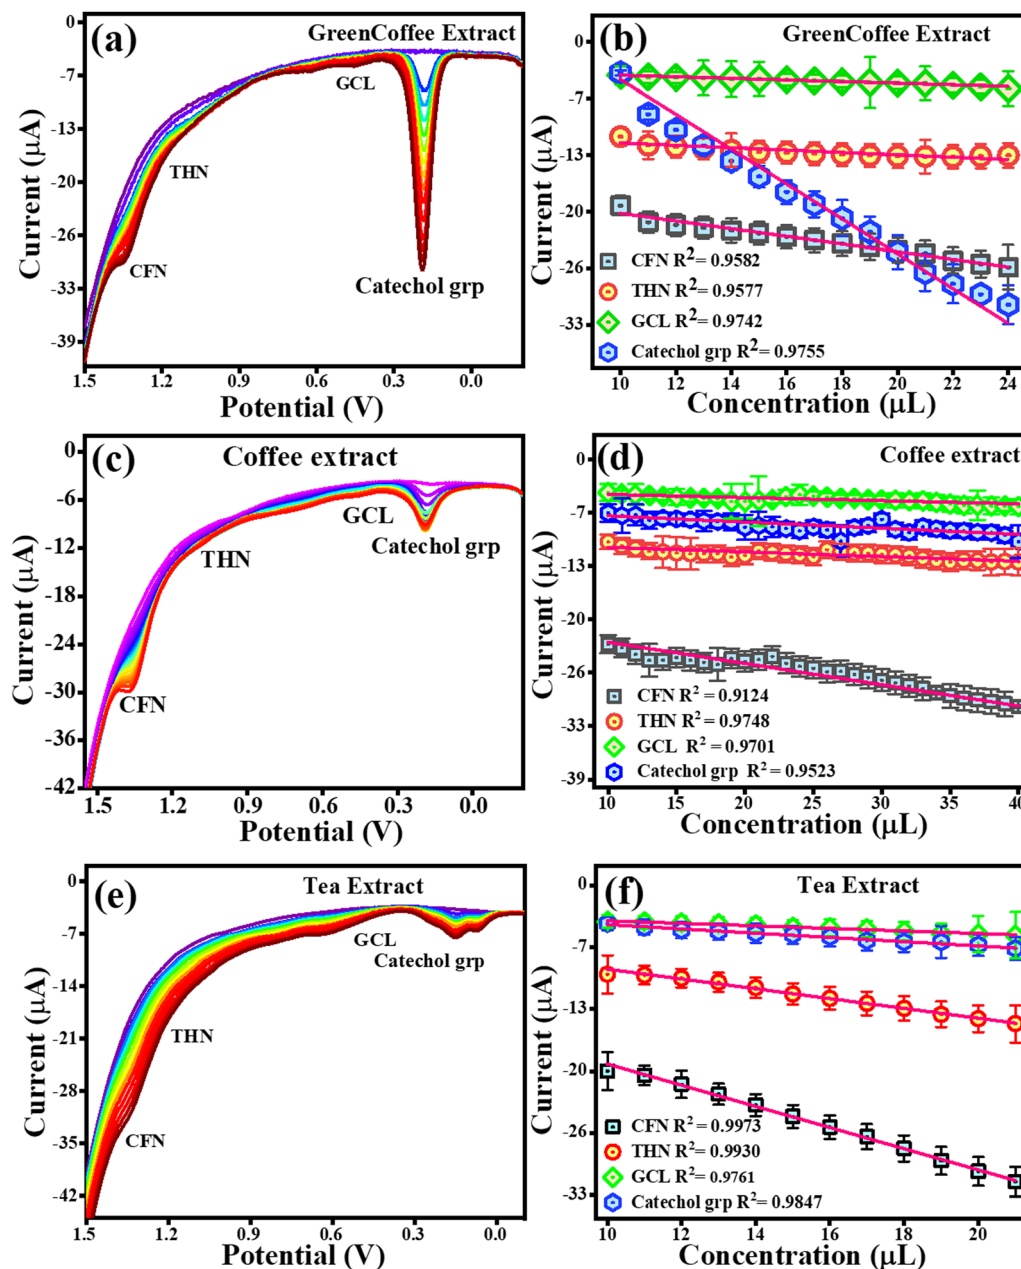 (a)
GreenCoffee Extract
0
-7
-13
-20
-26
-33
-39
Current (µA)
GCL
THN
CFN
Catechol grp
1.5 1.2 0.9 0.6 0.3 0.0
Potential (V)
(b)
GreenCoffee Extract
0
-7
-13
-20
-26
-33
Current (µA)
CFN R²= 0.9582
THN R²= 0.9577
GCL R²= 0.9742
Catechol grp R²= 0.9755
10 12 14 16 18 20 22 24
Concentration (µL)
(c)
Coffee extract
0
-6
-12
-18
-24
-30
-36
-42
Current (µA)
GCL
THN
Catechol grp
CFN
1.5 1.2 0.9 0.6 0.3 0.0
Potential (V)
(d)
Coffee extract
0
-7
-13
-20
-26
-33
-39
Current (µA)
CFN R² = 0.9124
THN R² = 0.9748
GCL R² = 0.9701
Catechol grp R² = 0.9523
10 15 20 25 30 35 40
Concentration (µL)
(e)
Tea Extract
0
-7
-14
-21
-28
-35
-42
Current (µA)
GCL
Catechol grp
THN
CFN
1.5 1.2 0.9 0.6 0.3 0.0
Potential (V)
(f)
Tea Extract
0
-7
-13
-20
-26
-33
Current (µA)
CFN R²= 0.9973
THN R²= 0.9930
GCL R²= 0.9761
Catechol grp R²= 0.9847
10 12 14 16 18 20
Concentration (µL)